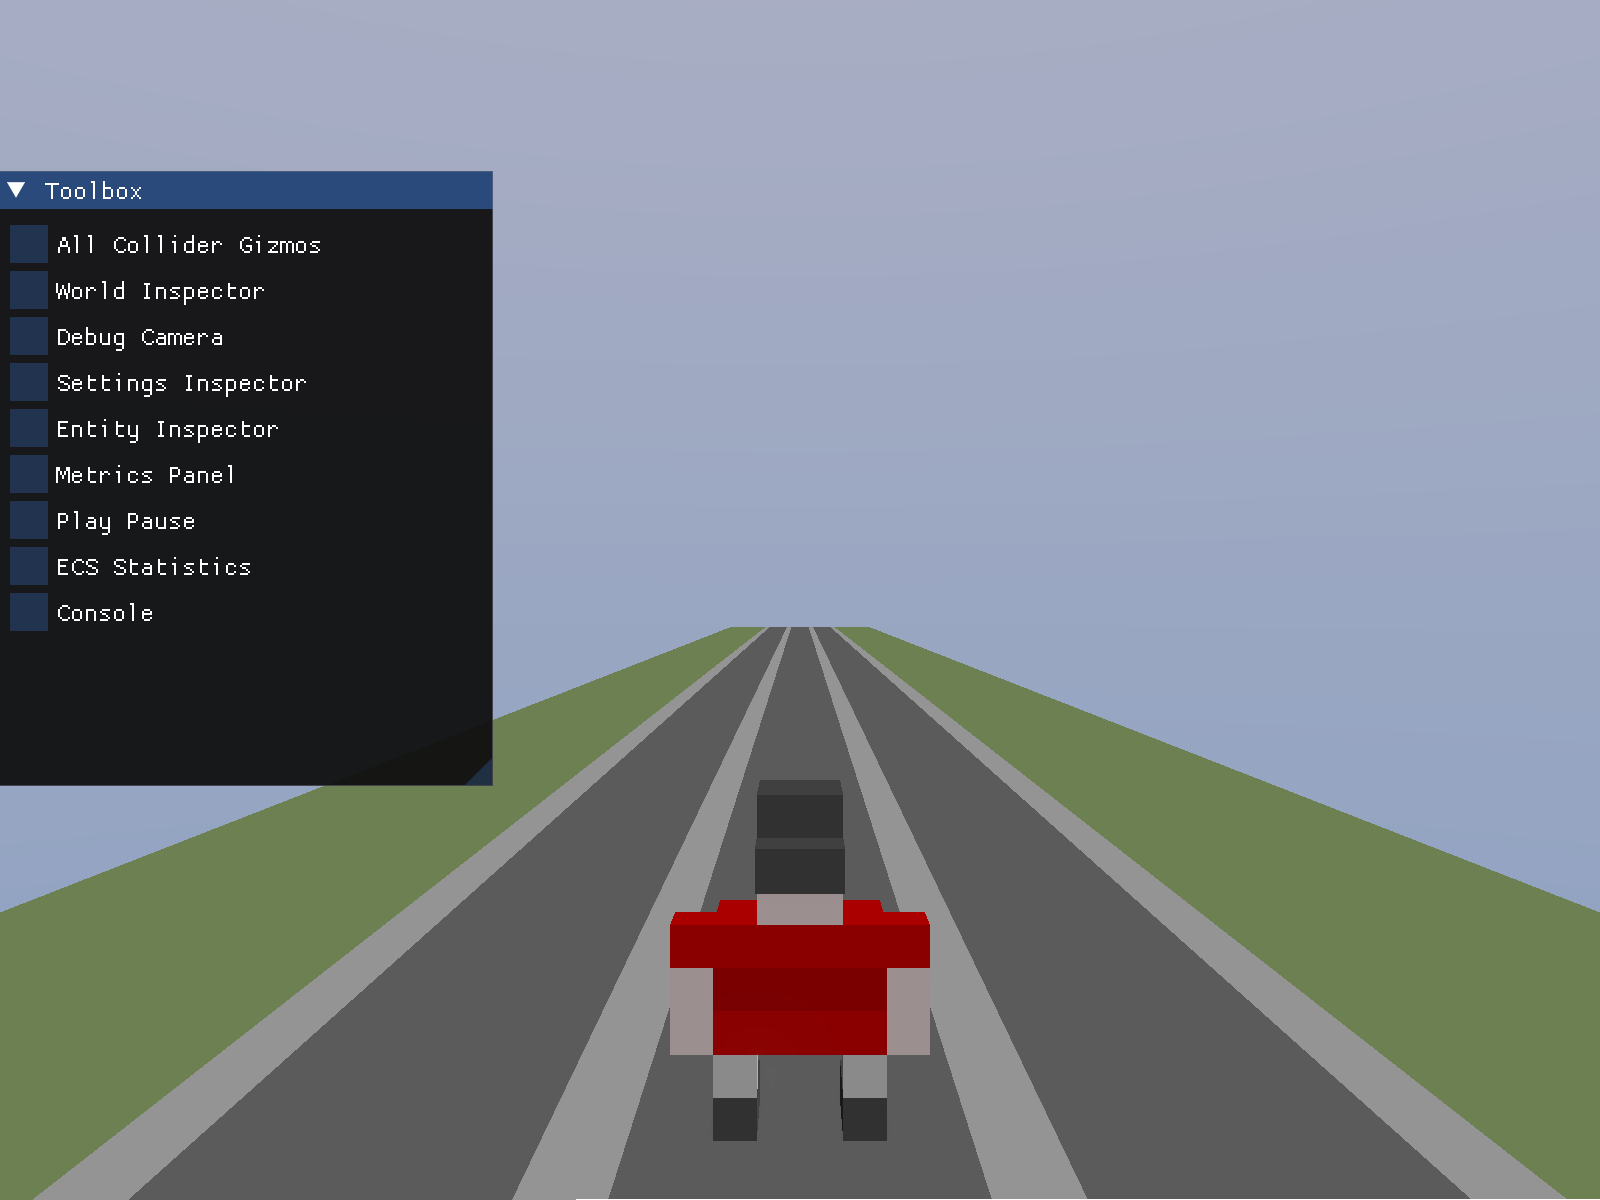 Toolbox
All Collider Gizmos
World Inspector
Debug Camera
Settings Inspector
Entity Inspector
Metrics Panel
Play Pause
ECS Statistics
Console